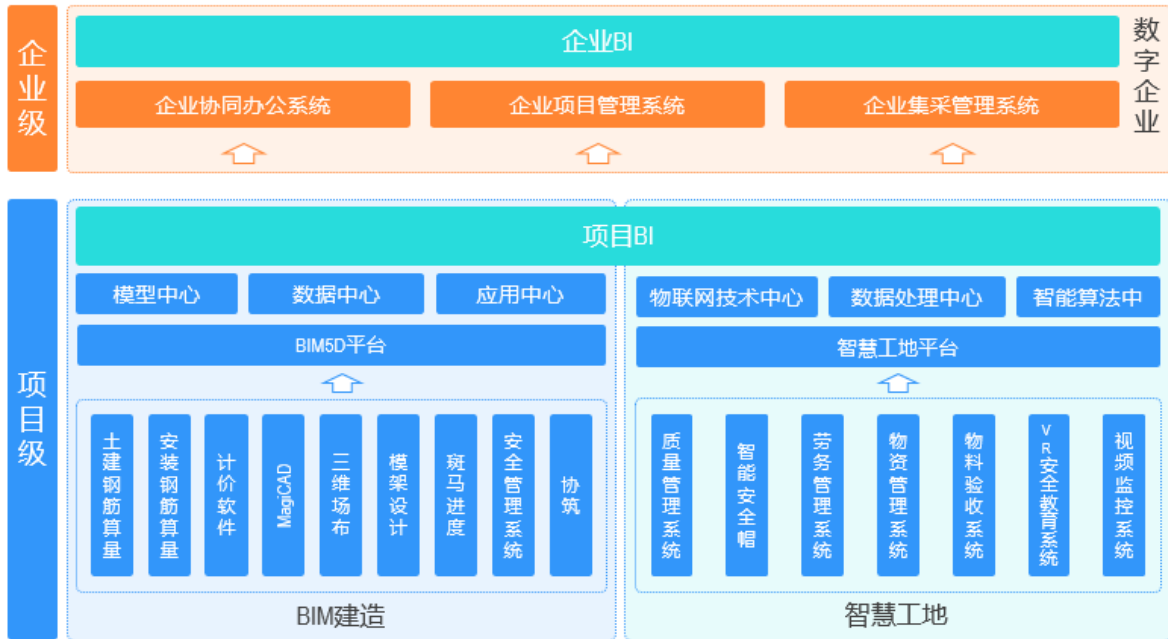 企业级
企业BI
数字企业
企业协同办公系统
企业项目管理系统
企业集采管理系统
项目级
项目BI
模型中心
数据中心
应用中心
物联网技术中心
数据处理中心
智能算法中
BIM5D平台
智慧工地平台
土建钢筋算量
安装钢筋算量
计价软件
MagiCAD
三维场布
模架设计
斑马进度
安全管理系统
协筑
质量管理系统
智能安全帽
劳务管理系统
物资管理系统
物料验收系统
VR安全教育系统
视频监控系统
BIM建造
智慧工地